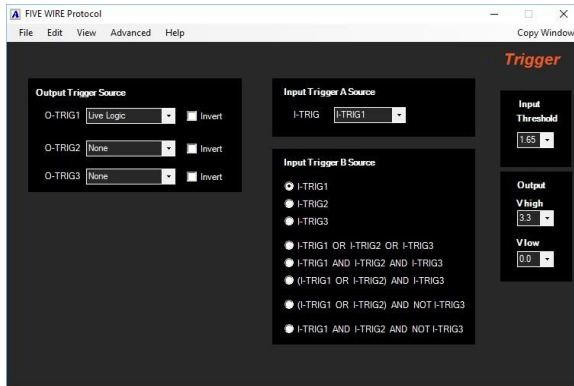 FIVE WIRE Protocol
File Edit View Advanced Help Copy Window
Trigger
Output Trigger Source
O-TRIG1 Live Logic Invert
O-TRIG2 None Invert
O-TRIG3 None Invert
Input Trigger A Source
I-TRIG I-TRIG1
Input Trigger B Source
I-TRIG1
I-TRIG2
I-TRIG3
I-TRIG1 OR I-TRIG2 OR I-TRIG3
I-TRIG1 AND I-TRIG2 AND I-TRIG3
(I-TRIG1 OR I-TRIG2) AND I-TRIG3
(I-TRIG1 OR I-TRIG2) AND NOT I-TRIG3
I-TRIG1 AND I-TRIG2 AND NOT I-TRIG3
Input
Threshold
1.65
Output
V high
3.3
V low
0.0